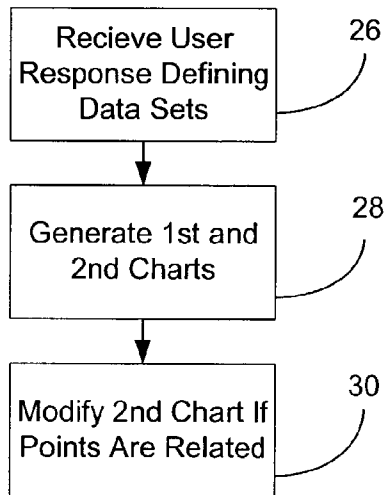 Recieve User
Response Defining
Data Sets
26
Generate 1st and
2nd Charts
28
Modify 2nd Chart If
Points Are Related
30